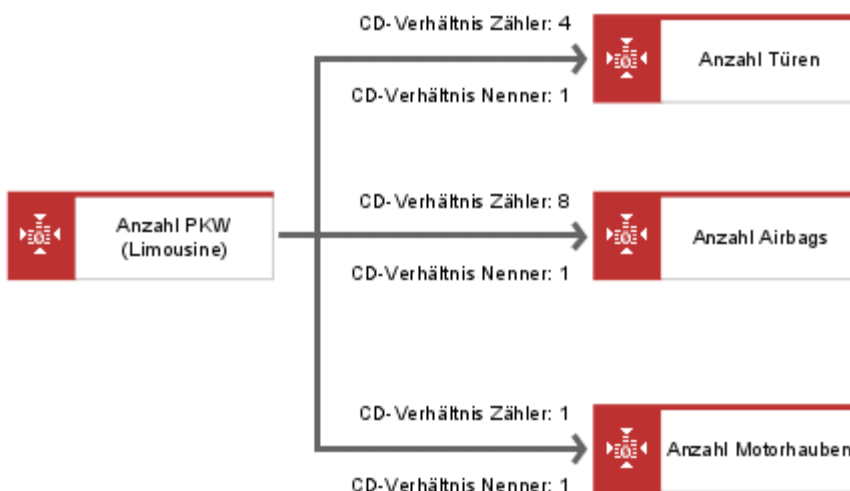 CD-Verhältnis Zähler: 4
Anzahl Türen
CD-Verhältnis Nenner: 1
CD-Verhältnis Zähler: 8
Anzahl PKW
(Limousine)
Anzahl Airbags
CD-Verhältnis Nenner: 1
CD-Verhältnis Zähler: 1
Anzahl Motorhauben
CD-Verhältnis Nenner: 1